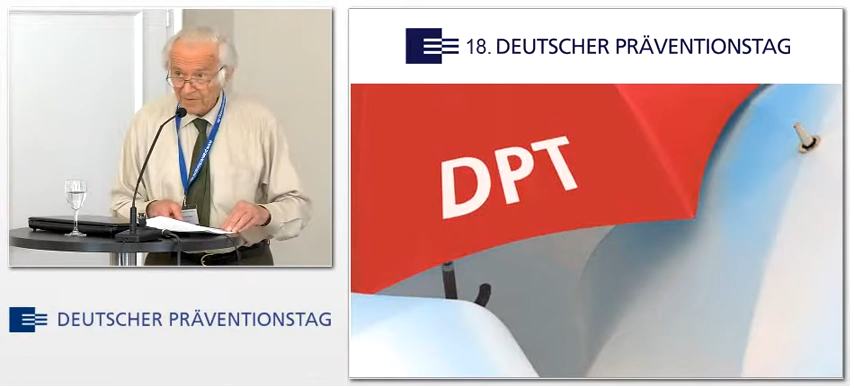 18. DEUTSCHER PRÄVENTIONSTAG
DPT
DEUTSCHER PRÄVENTIONSTAG